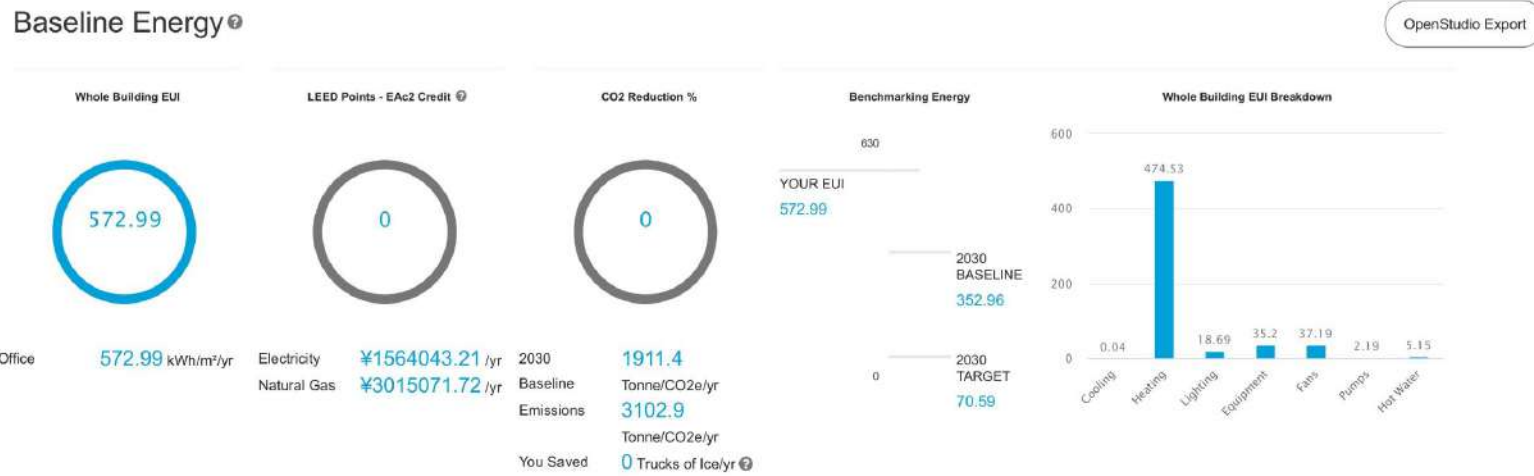 Baseline Energy
OpenStudio Export
Whole Building EUI
572.99
Office 572.99 kWh/m²/yr
LEED Points - EAc2 Credit
0
Electricity ¥1564043.21 /yr
Natural Gas ¥3015071.72 /yr
CO2 Reduction %
0
2030 1911.4
Baseline Tonne/CO2e/yr
Emissions 3102.9
Tonne/CO2e/yr
You Saved 0 Trucks of Ice/yr
Benchmarking Energy
630
YOUR EUI
572.99
2030
BASELINE
352.96
2030
TARGET
70.59
0
Whole Building EUI Breakdown
600
400
200
0
0.04
474.53
18.69
35.2
37.19
2.19
5.15
Cooling
Heating
Lighting
Equipment
Fans
Pumps
Hot Water